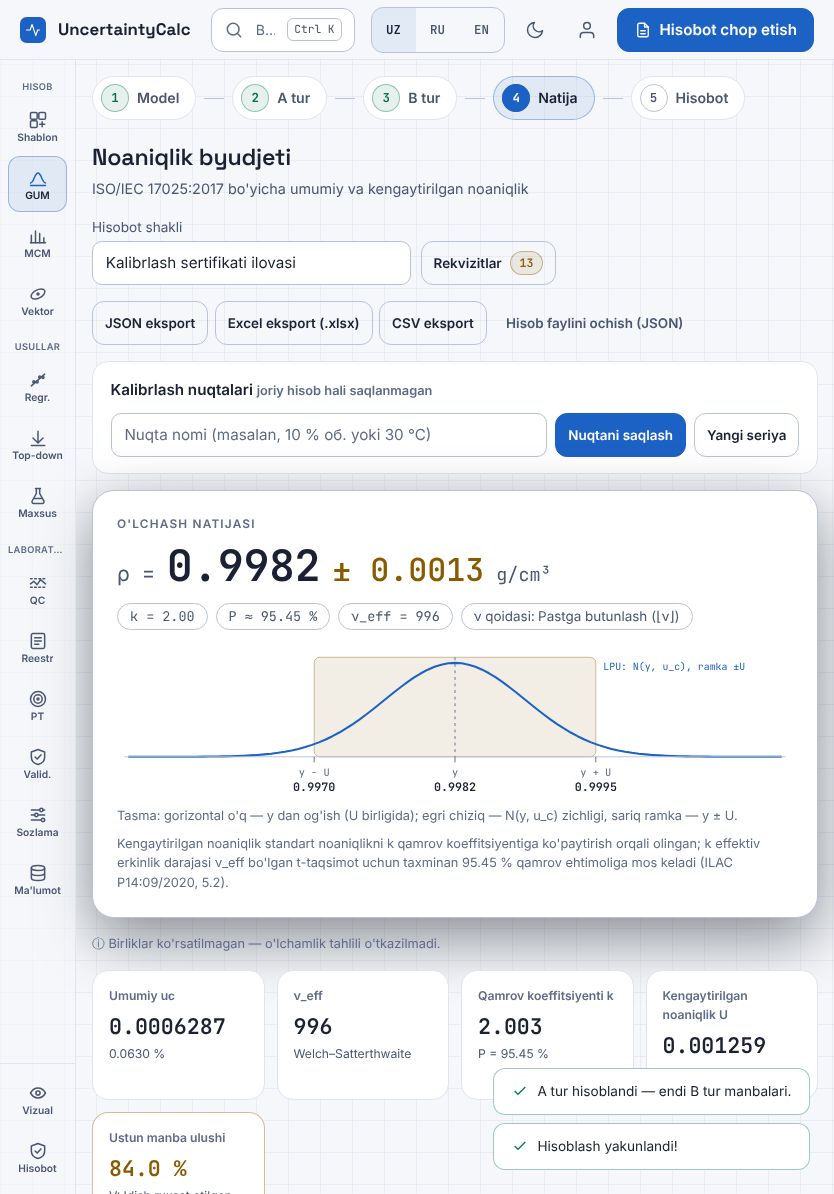 UncertaintyCalc
B...
Ctrl K
UZ
RU
EN
Hisobot chop etish
HISOB
Shablon
GUM
MCM
Vektor
USULLAR
Regr.
Top-down
Maxsus
LABORAT...
QC
Reestr
PT
Valid.
Sozlama
Ma'lumot
Vizual
Hisobot
1 Model
2 A tur
3 B tur
4 Natija
5 Hisobot
Noaniqlik byudjeti
ISO/IEC 17025:2017 bo'yicha umumiy va kengaytirilgan noaniqlik
Hisobot shakli
Kalibrlash sertifikati ilovasi
Rekvizitlar 13
JSON eksport
Excel eksport (.xlsx)
CSV eksport
Hisob faylini ochish (JSON)
Kalibrlash nuqtalari joriy hisob hali saqlanmagan
Nuqta nomi (masalan, 10 % об. yoki 30 °C)
Nuqtani saqlash
Yangi seriya
O'LCHASH NATIJASI
ρ = 0.9982 ± 0.0013 g/cm³
k = 2.00
P ≈ 95.45 %
ν_eff = 996
ν qoidasi: Pastga butunlash (⌊ν⌋)
LPU: N(y, u_c), ramka ±U
y - U
y
y + U
0.9970
0.9982
0.9995
Tasma: gorizontal o'q — y dan og'ish (U birligida); egri chiziq — N(y, u_c) zichligi, sariq ramka — y ± U.
Kengaytirilgan noaniqlik standart noaniqlikni k qamrov koeffitsiyentiga ko'paytirish orqali olingan; k effektiv
erkinlik darajasi ν_eff bo'lgan t-taqsimot uchun taxminan 95.45 % qamrov ehtimoliga mos keladi (ILAC
P14:09/2020, 5.2).
ⓘ Birliklar ko'rsatilmagan — o'lchamlik tahlili o'tkazilmadi.
Umumiy uc
0.0006287
0.0630 %
ν_eff
996
Welch–Satterthwaite
Qamrov koeffitsiyenti k
2.003
P = 95.45 %
Kengaytirilgan
noaniqlik U
0.001259
A tur hisoblandi — endi B tur manbalari.
Hisoblash yakunlandi!
Ustun manba ulushi
84.0 %